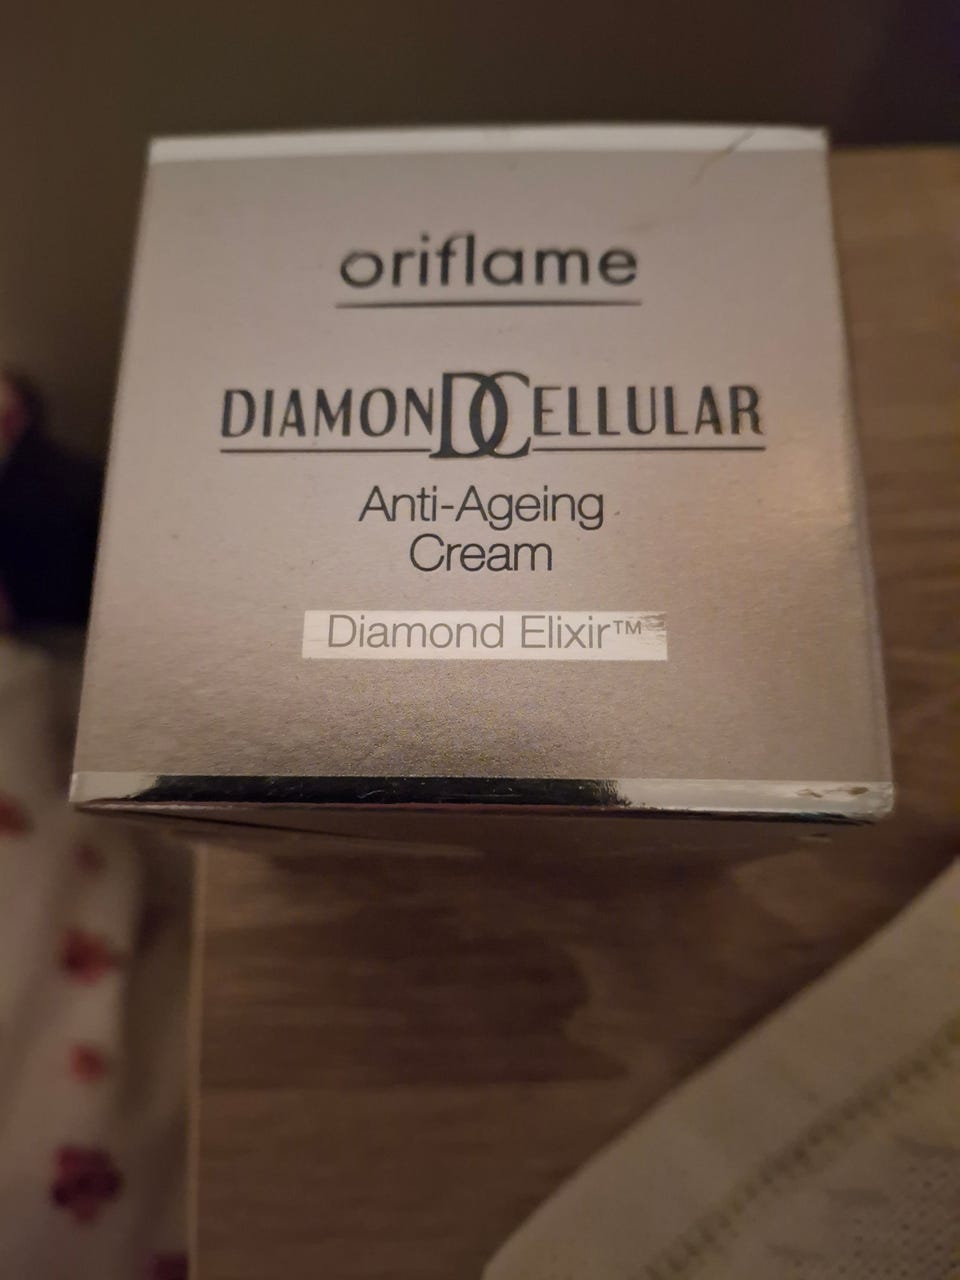 oriflame
DIAMONDCELLULAR
Anti-Ageing
Cream
Diamond Elixir™